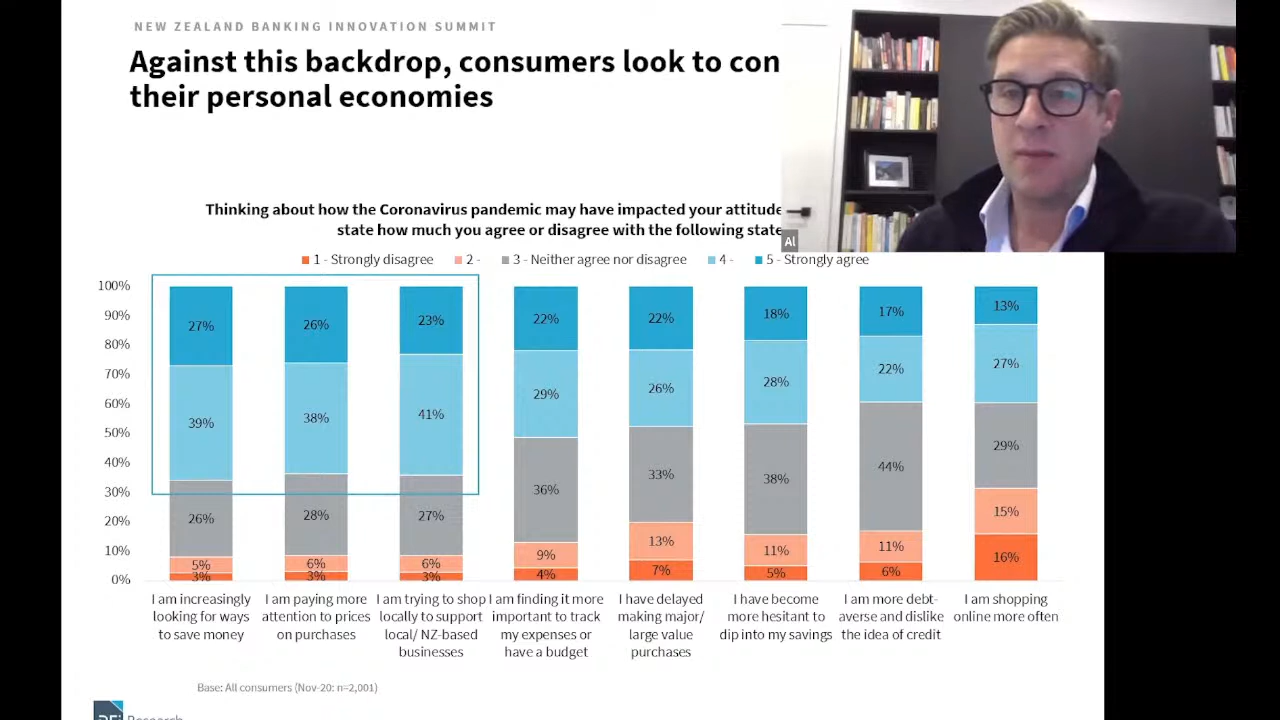 NEW ZEALAND BANKING INNOVATION SUMMIT
Against this backdrop, consumers look to con
their personal economies
Thinking about how the Coronavirus pandemic may have impacted your attitude
state how much you agree or disagree with the following state
Al
1 - Strongly disagree 2 - 3 - Neither agree nor disagree 4 - 5 - Strongly agree
100%
90%
80%
70%
60%
50%
40%
30%
20%
10%
0%
27% 26% 23% 22% 22% 18% 17% 13%
39% 38% 41% 29% 26% 28% 22% 27%
26% 28% 27% 36% 33% 38% 44% 29%
5% 6% 6% 9% 13% 11% 11% 15%
3% 3% 3% 4% 7% 5% 6% 16%
I am increasingly
looking for ways
to save money
I am paying more
attention to prices
on purchases
I am trying to shop
locally to support
local/ NZ-based
businesses
I am finding it more
important to track
my expenses or
have a budget
I have delayed
making major/
large value
purchases
I have become
more hesitant to
dip into my savings
I am more debt-
averse and dislike
the idea of credit
I am shopping
online more often
Base: All consumers (Nov-20: n=2,001)
Research